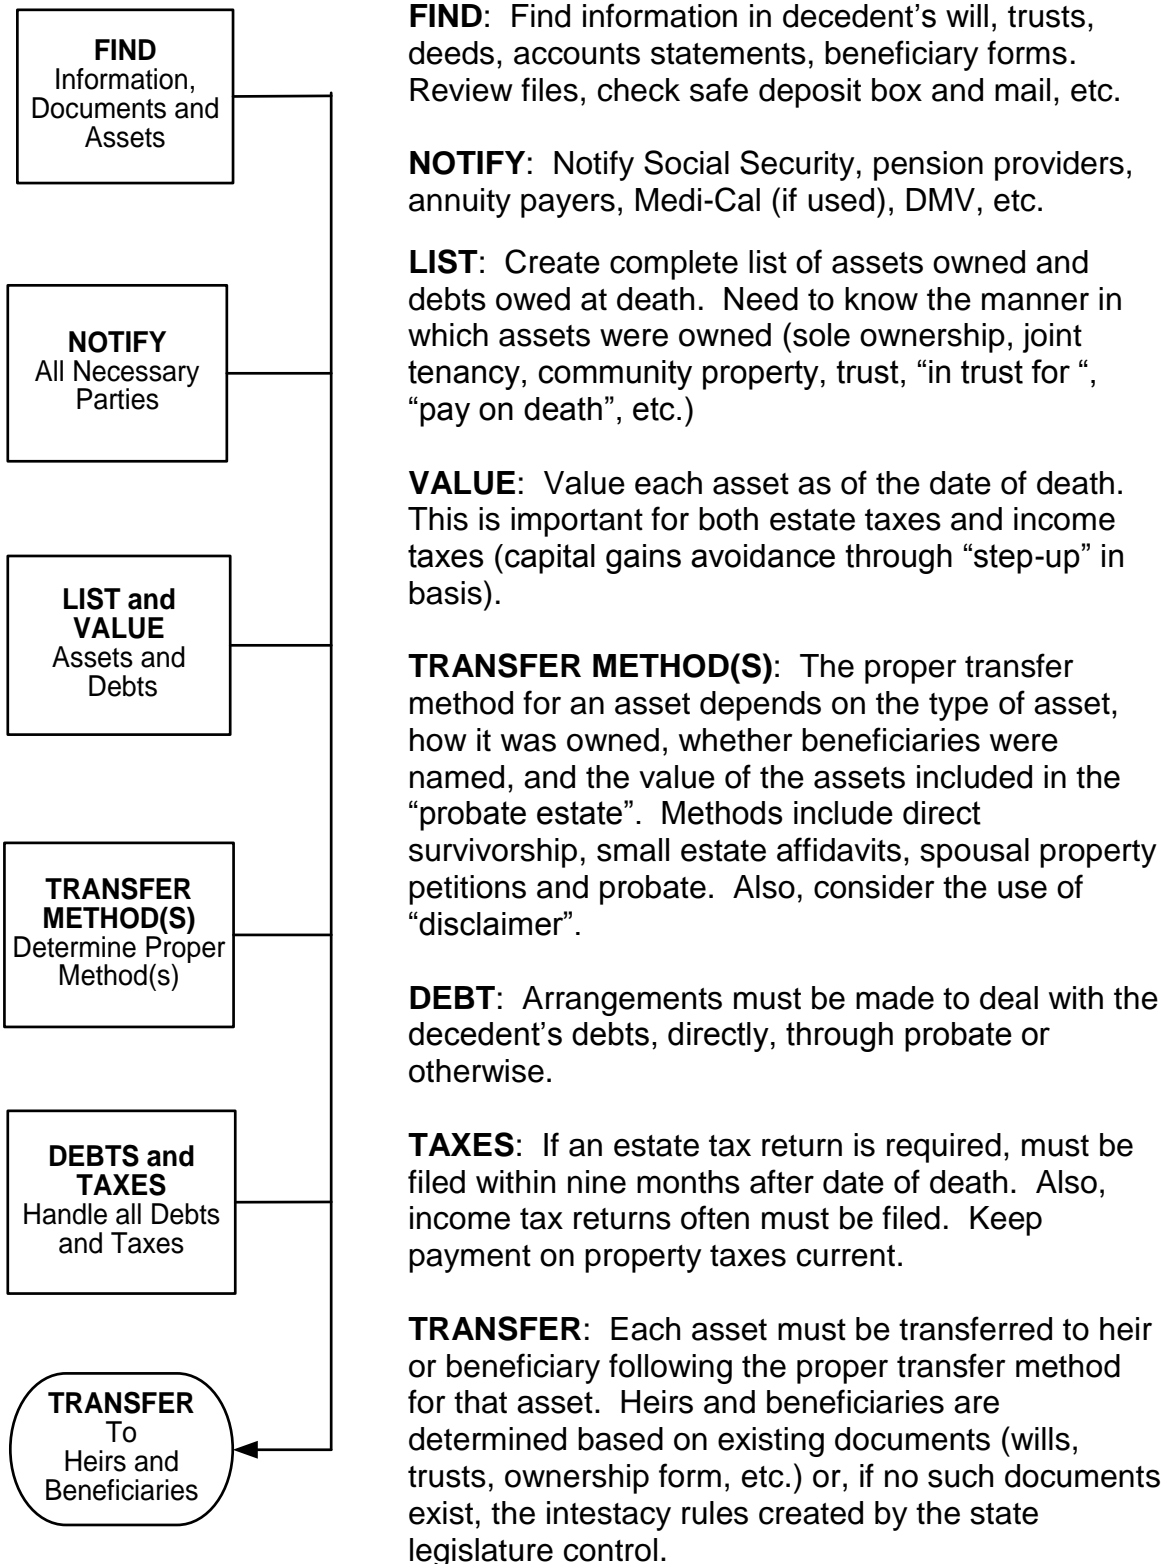 FIND
Information,
Documents and
Assets
NOTIFY
All Necessary
Parties
LIST and
VALUE
Assets and
Debts
TRANSFER
METHOD(S)
Determine Proper
Method(s)
DEBTS and
TAXES
Handle all Debts
and Taxes
TRANSFER
To
Heirs and
Beneficiaries
FIND:  Find information in decedent’s will, trusts,
deeds, accounts statements, beneficiary forms.
Review files, check safe deposit box and mail, etc.
NOTIFY:  Notify Social Security, pension providers,
annuity payers, Medi-Cal (if used), DMV, etc.
LIST:  Create complete list of assets owned and
debts owed at death.  Need to know the manner in
which assets were owned (sole ownership, joint
tenancy, community property, trust, “in trust for “,
“pay on death”, etc.)
VALUE:  Value each asset as of the date of death.
This is important for both estate taxes and income
taxes (capital gains avoidance through “step-up” in
basis).
TRANSFER METHOD(S):  The proper transfer
method for an asset depends on the type of asset,
how it was owned, whether beneficiaries were
named, and the value of the assets included in the
“probate estate”.  Methods include direct
survivorship, small estate affidavits, spousal property
petitions and probate.  Also, consider the use of
“disclaimer”.
DEBT:  Arrangements must be made to deal with the
decedent’s debts, directly, through probate or
otherwise.
TAXES:  If an estate tax return is required, must be
filed within nine months after date of death.  Also,
income tax returns often must be filed.  Keep
payment on property taxes current.
TRANSFER:  Each asset must be transferred to heir
or beneficiary following the proper transfer method
for that asset.  Heirs and beneficiaries are
determined based on existing documents (wills,
trusts, ownership form, etc.) or, if no such documents
exist, the intestacy rules created by the state
legislature control.